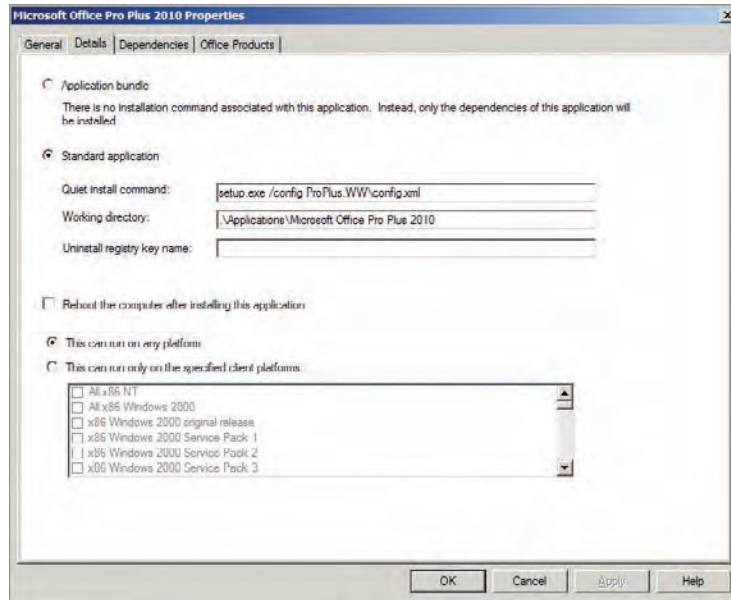 Microsoft Office Pro Plus 2010 Properties
General Details Dependencies Office Products
Application bundle
There is no installation command associated with this application. Instead, only the dependencies of this application will
be installed
Standard application
Quiet install command: setup.exe /config ProPlus.WW\config.xml
Working directory: .\Applications\Microsoft Office Pro Plus 2010
Uninstall registry key name:
Reboot the computer after installing this application
This can run on any platform
This can run only on the specified client platforms
All x86 NT
All x86 Windows 2000
x86 Windows 2000 original release
x86 Windows 2000 Service Pack 1
x86 Windows 2000 Service Pack 2
x86 Windows 2000 Service Pack 3
OK Cancel Apply Help